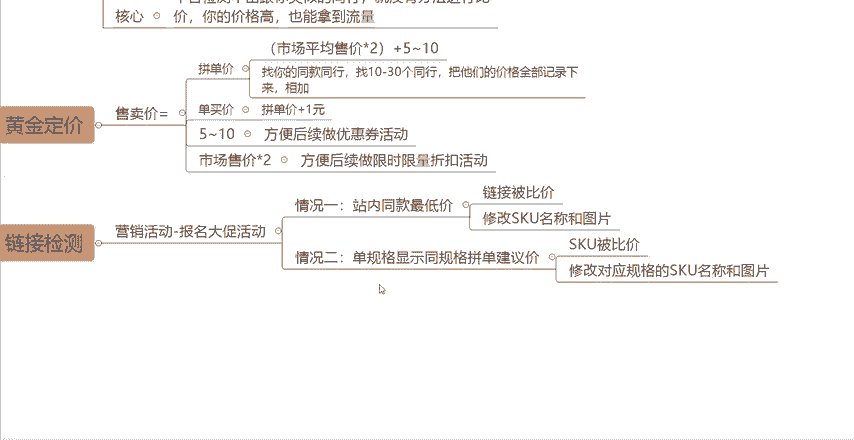 核心
价，你的价格高，也能拿到流量
（市场平均售价*2）+5~10
拼单价
找你的同款同行，找10-30个同行，把他们的价格全部记录下
来，相加
黄金定价
售卖价=
单买价
拼单价+1元
5~10
方便后续做优惠券活动
市场售价*2
方便后续做限时限量折扣活动
链接检测
营销活动-报名大促活动
情况一：站内同款最低价
链接被比价
修改SKU名称和图片
情况二：单规格显示同规格拼单建议价
SKU被比价
修改对应规格的SKU名称和图片